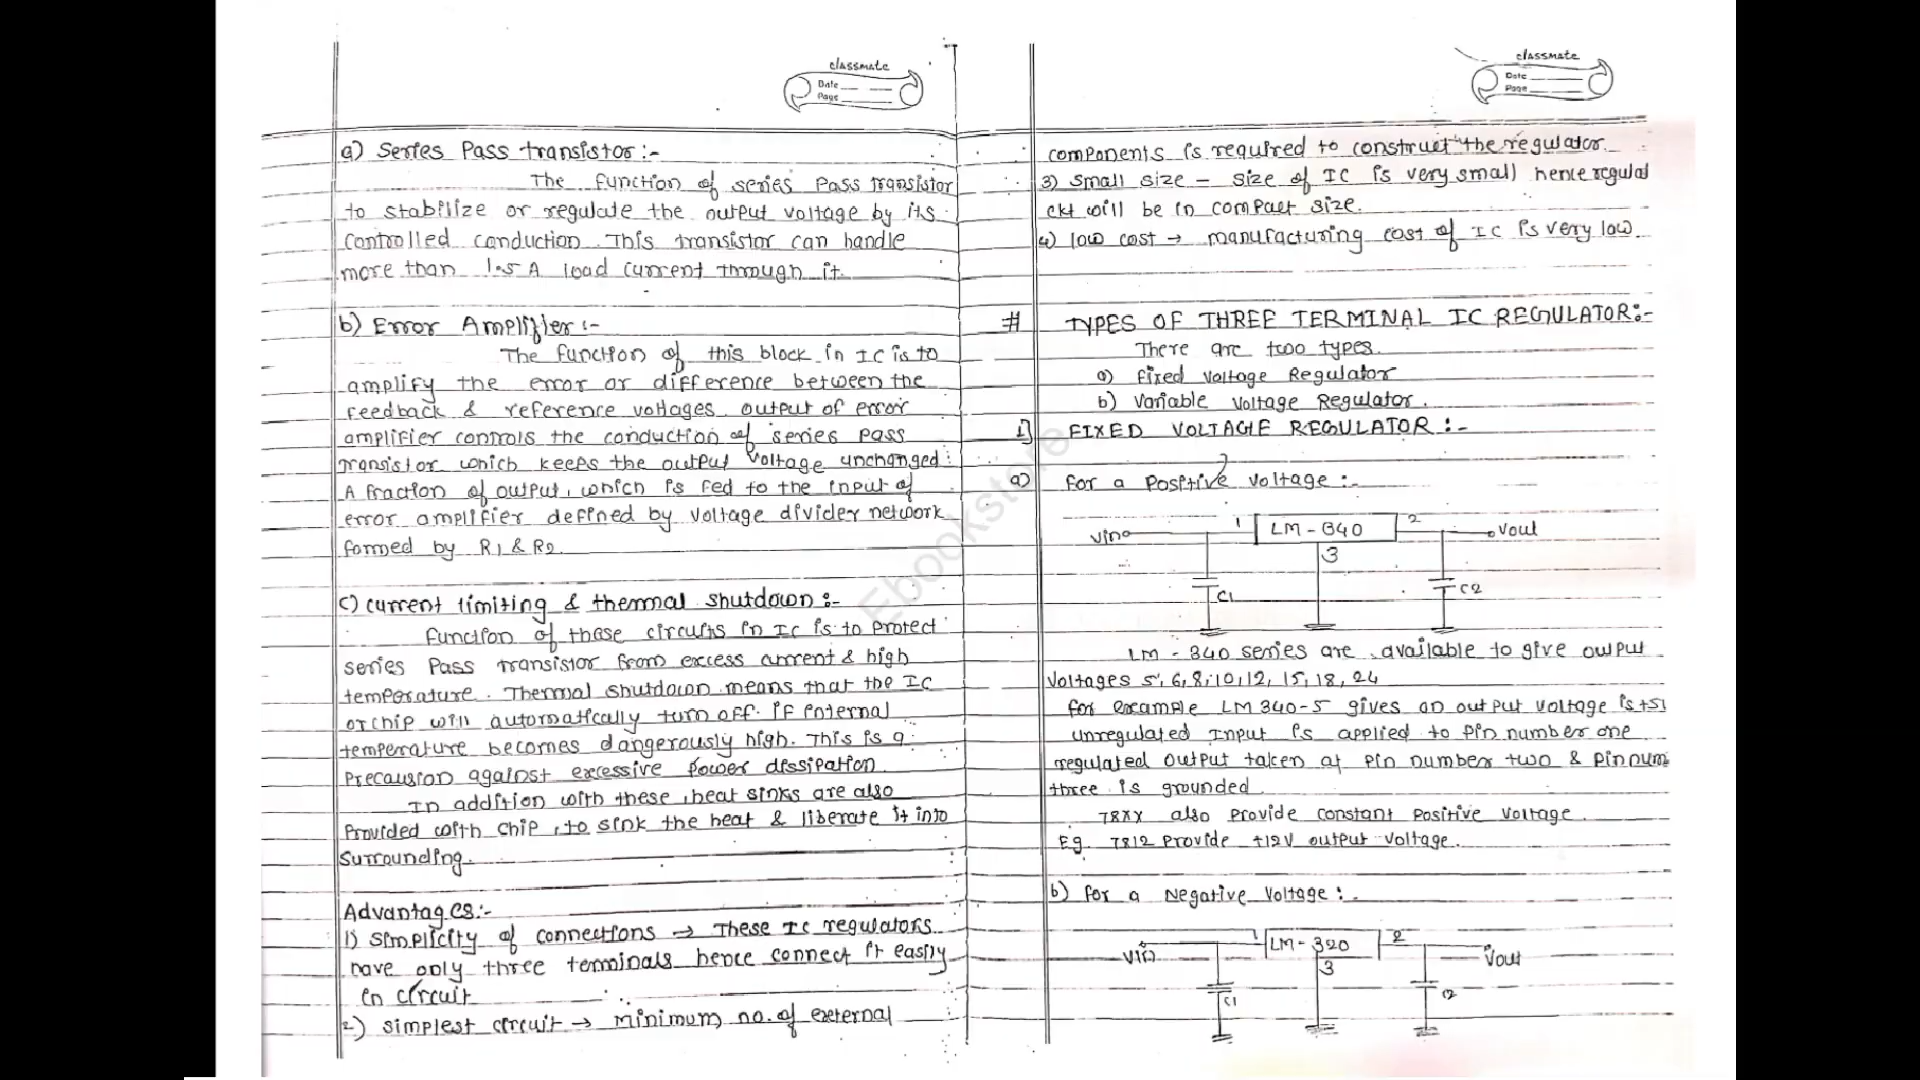 classmate
Date
Page
a) Series Pass transistor:-
The function of series Pass transistor
to stabilize or regulate the output voltage by its
controlled conduction. This transistor can handle
more than 1.5 A load current through it.
b) Error Amplifier:-
The function of this block in IC is to
amplify the error or difference between the
feedback & reference voltages. output of error
amplifier controls the conduction of series pass
transistor which keeps the output voltage unchanged.
A fraction of output, which is fed to the input of
error amplifier defined by voltage divider network
formed by R1 & R2.
c) current limiting & thermal shutdown:-
function of these circuits in IC is to protect
series Pass transistor from excess current & high
temperature. Thermal shutdown means that the IC
or chip will automatically turn off. if internal
temperature becomes dangerously high. This is a
Precausion against excessive power dissipation.
In addition with these, heat sinks are also
Provided with chip, to sink the heat & liberate it into
surrounding.
Advantages:-
1) simplicity of connections → These IC regulators
have only three terminals hence connect it easily
in circuit
2) simplest circuit → minimum no. of external
classmate
Date
Page
components is required to construct the regulator.
3) small size - size of IC is very small hence regulat
ckt will be in compact size.
4) low cost → manufacturing cost of IC is very low.
# TYPES OF THREE TERMINAL IC REGULATOR:-
There are two types.
a) fixed voltage Regulator
b) Variable voltage Regulator.
1] FIXED VOLTAGE REGULATOR:-
a) for a Positive voltage:-
Vin 1 LM-340 2 Vout
3
C1 C2
LM-340 series are available to give output
voltages 5, 6, 8, 10, 12, 15, 18, 24
for example LM 340-5 gives an output voltage is +5
unregulated input is applied to Pin number one
regulated output taken at pin number two & pin num
three is grounded.
78XX also provide constant positive voltage.
Eg. 7812 Provide +12V output voltage.
b) for a Negative voltage:-
Vin 1 LM-320 2 Vout
3
C1 C2
Ebookstore